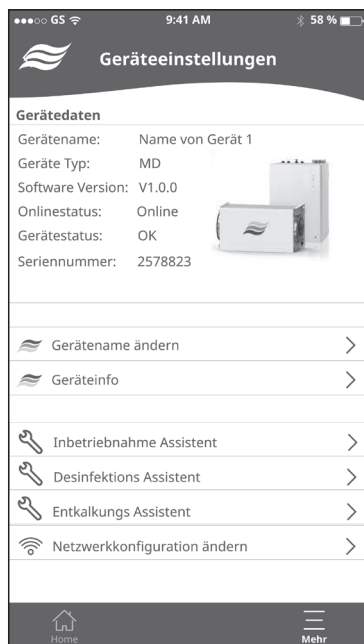 GS 9:41 AM 58 %
Geräteeinstellungen
Gerätedaten
Gerätename: Name von Gerät 1
Geräte Typ: MD
Software Version: V1.0.0
Onlinestatus: Online
Gerätestatus: OK
Seriennummer: 2578823
Gerätename ändern
Geräteinfo
Inbetriebnahme Assistent
Desinfektions Assistent
Entkalkungs Assistent
Netzwerkkonfiguration ändern
Home Mehr